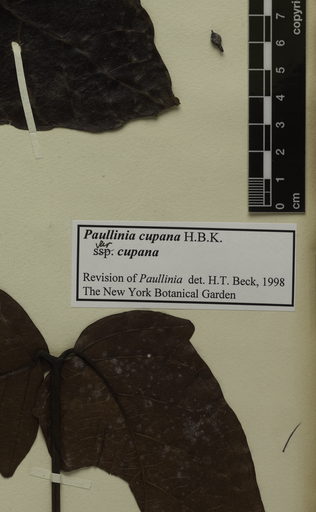 7
6
5
4
3
2
1
0
cm
copyri
Paullinia cupana H.B.K.
var
ssp. cupana
Revision of Paullinia det. H.T. Beck, 1998
The New York Botanical Garden